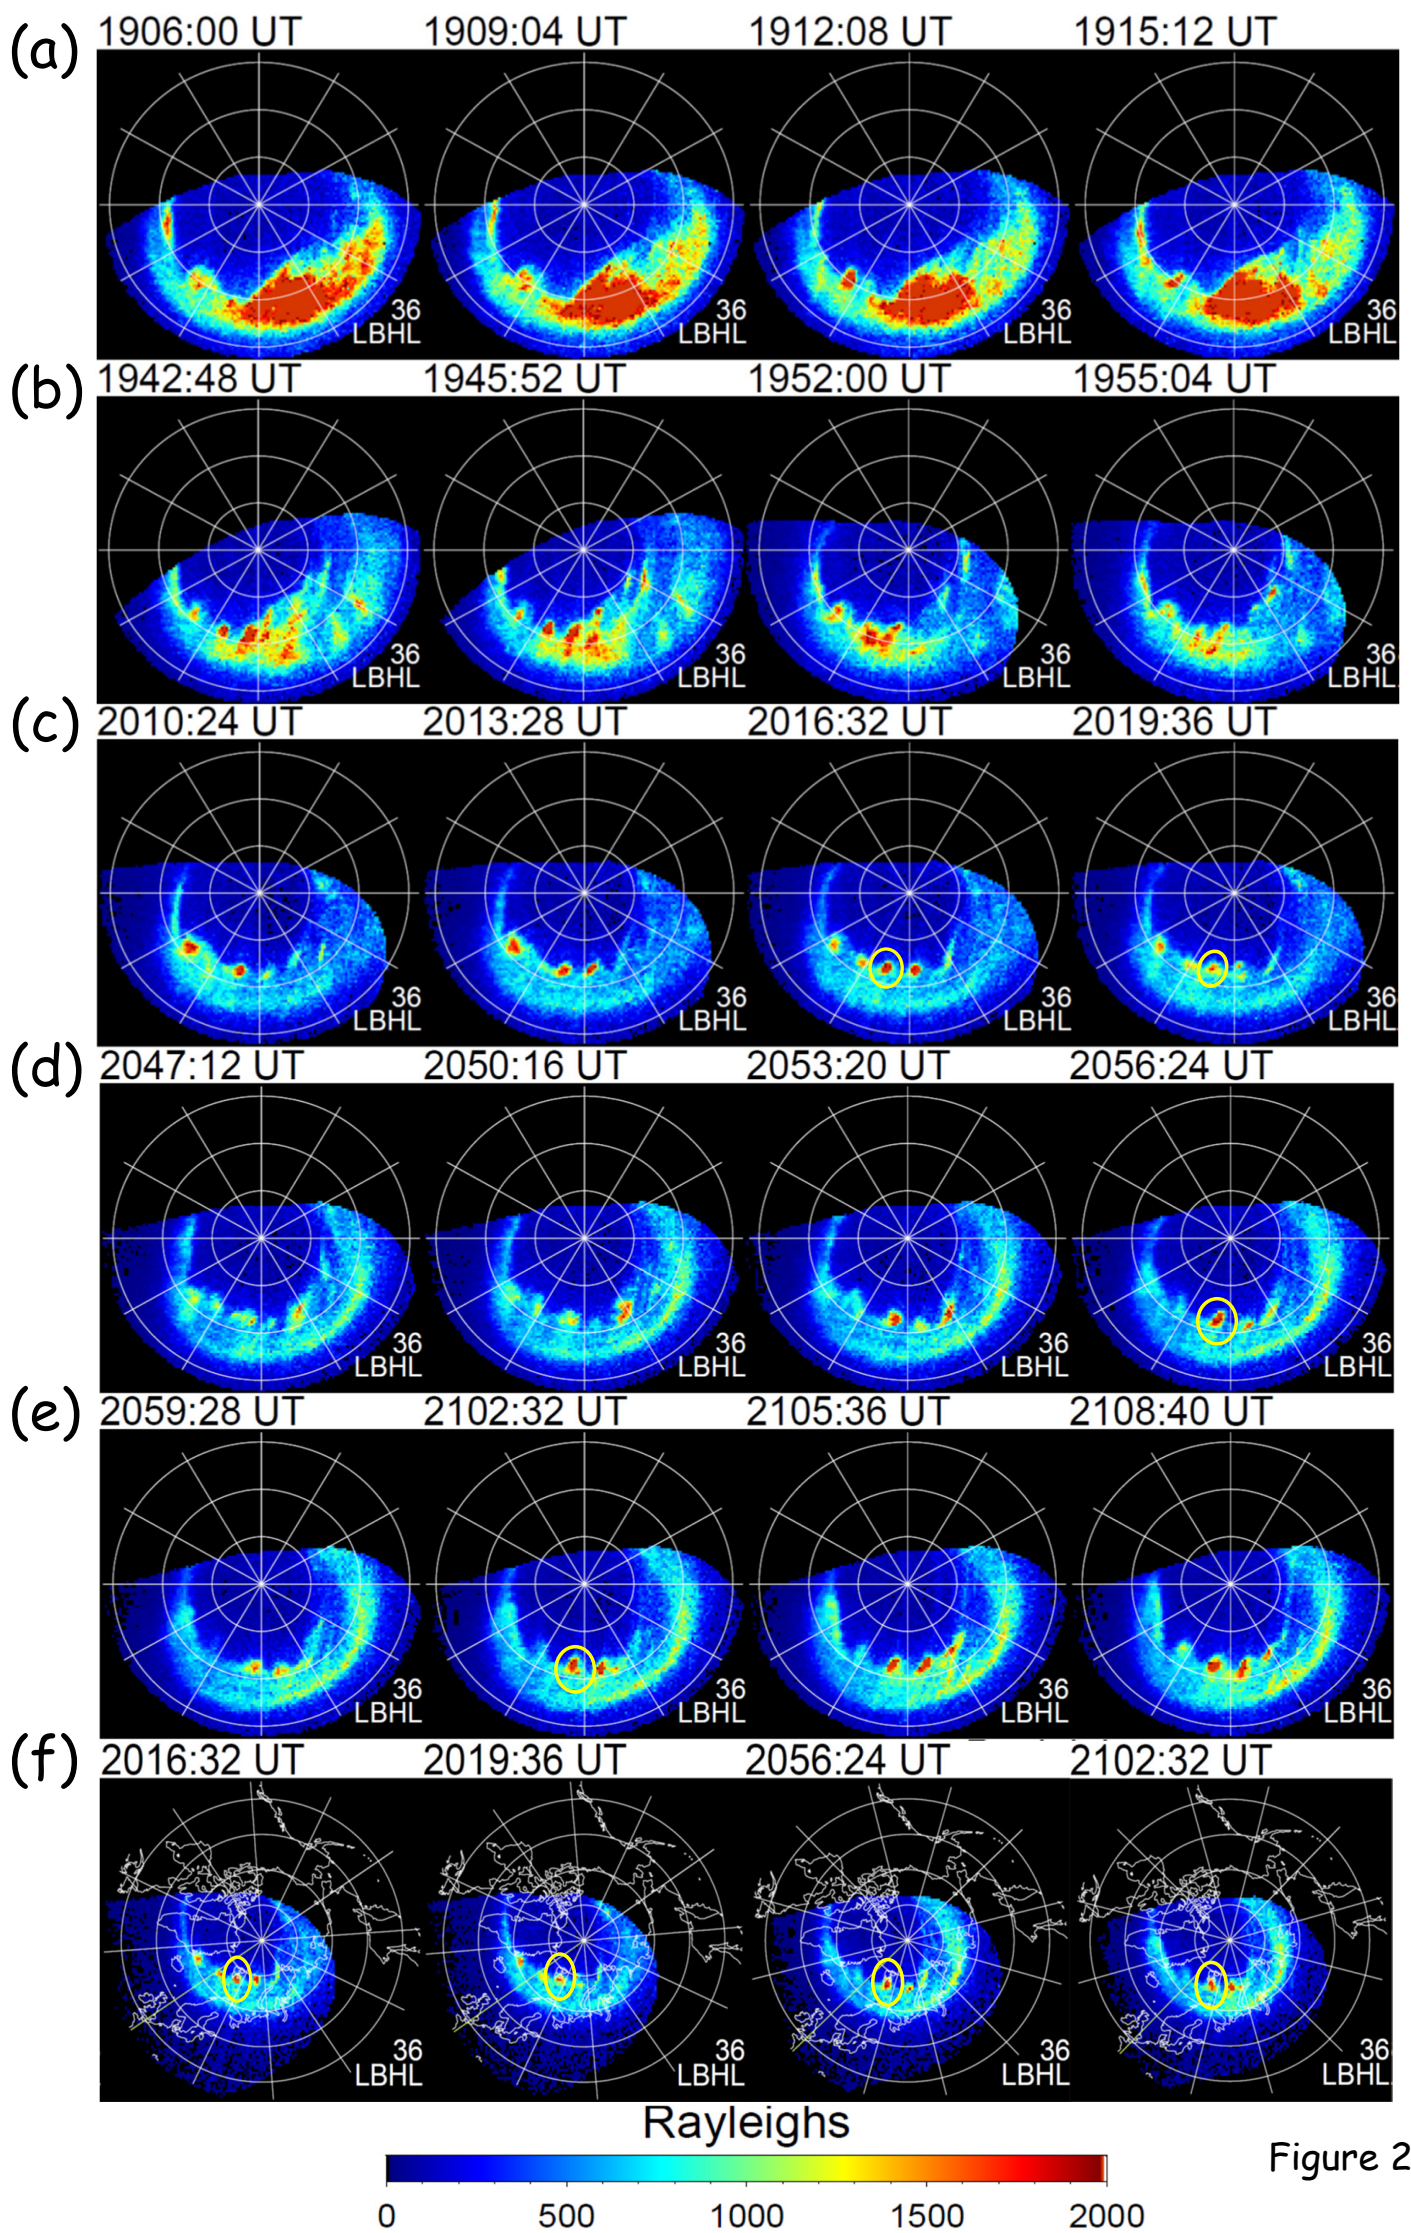 (a) 1906:00 UT 1909:04 UT 1912:08 UT 1915:12 UT
36 36 36 36
LBHL LBHL LBHL LBHL
(b) 1942:48 UT 1945:52 UT 1952:00 UT 1955:04 UT
36 36 36 36
LBHL LBHL LBHL LBHL
(c) 2010:24 UT 2013:28 UT 2016:32 UT 2019:36 UT
36 36 36 36
LBHL LBHL LBHL LBHL
(d) 2047:12 UT 2050:16 UT 2053:20 UT 2056:24 UT
36 36 36 36
LBHL LBHL LBHL LBHL
(e) 2059:28 UT 2102:32 UT 2105:36 UT 2108:40 UT
36 36 36 36
LBHL LBHL LBHL LBHL
(f) 2016:32 UT 2019:36 UT 2056:24 UT 2102:32 UT
36 36 36 36
LBHL LBHL LBHL LBHL
Rayleighs
Figure 2
0 500 1000 1500 2000